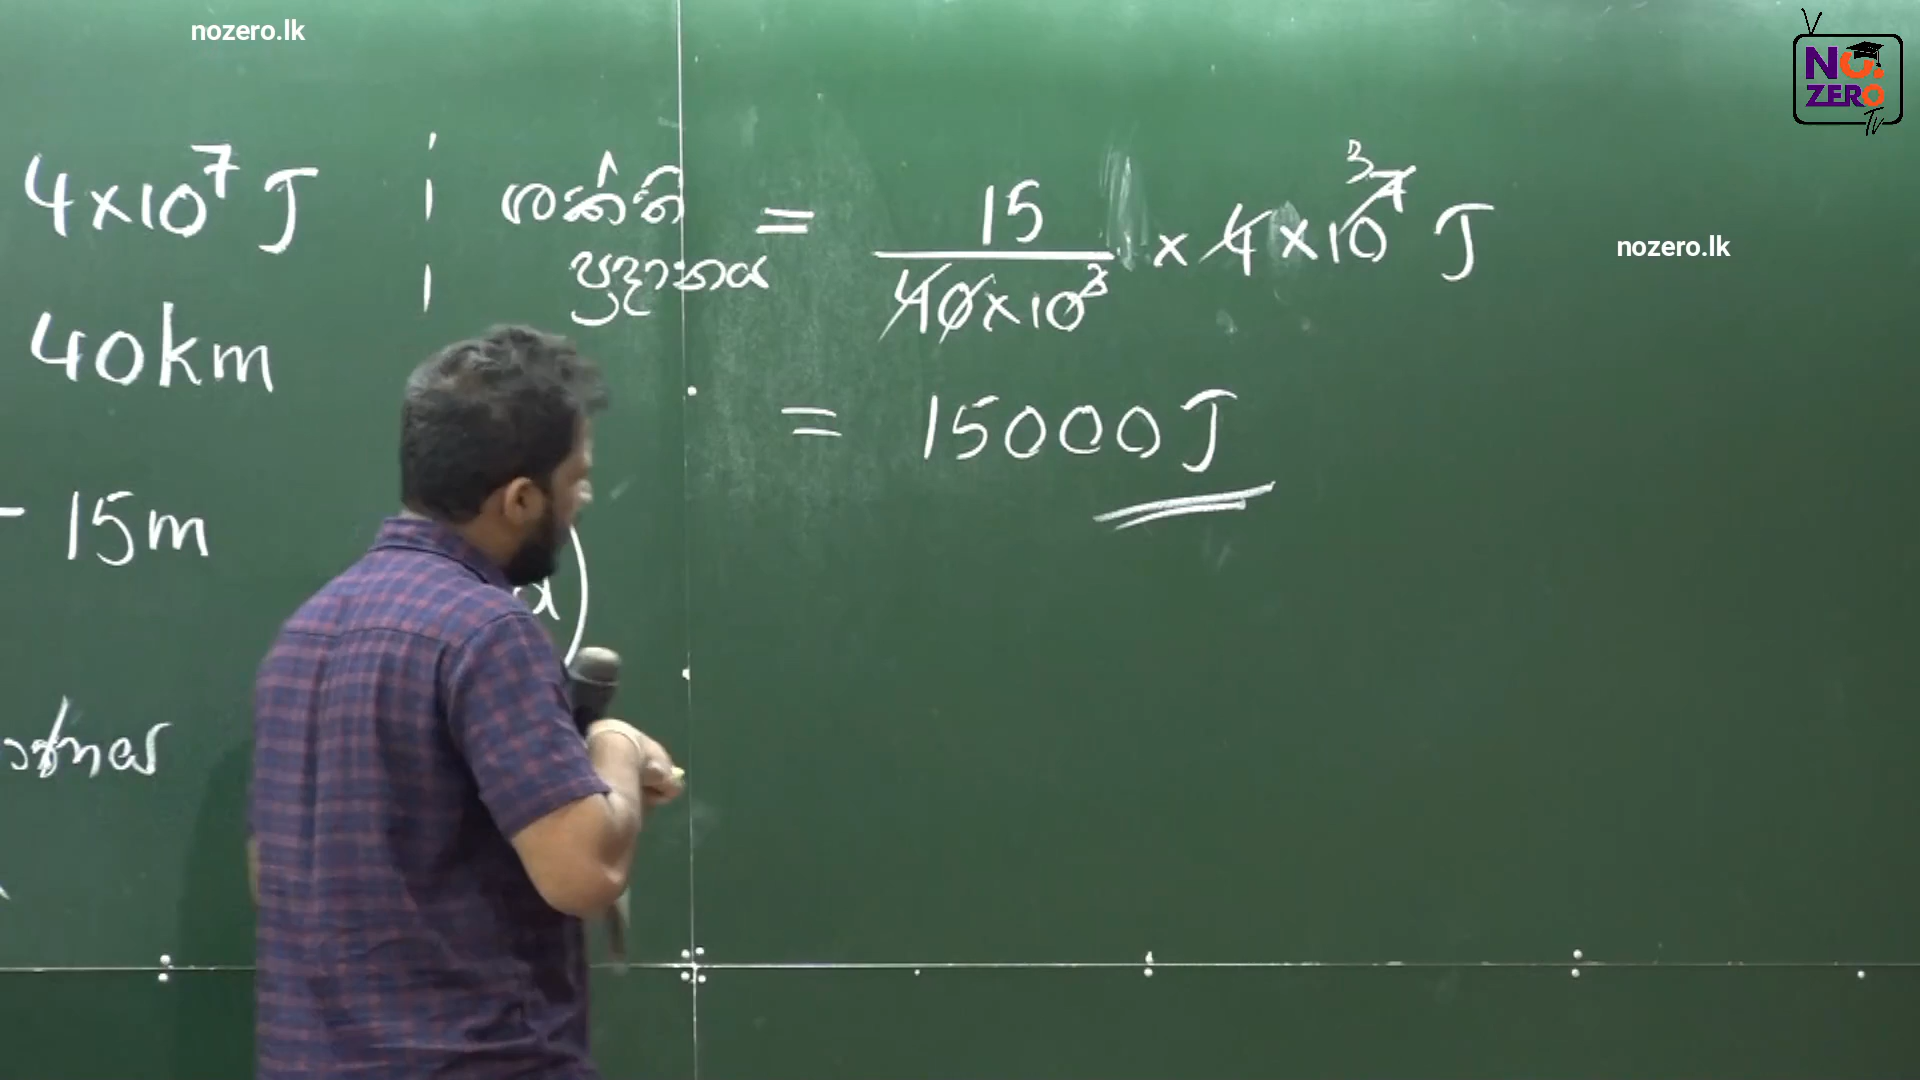 nozero.lk
NO.
ZERO
TV
4×10⁷ J
40km
- 15m
ශක්ති
ප්‍රදානය
= 15 / 40×10³ × 4×10⁷ J
3
nozero.lk
= 15000 J